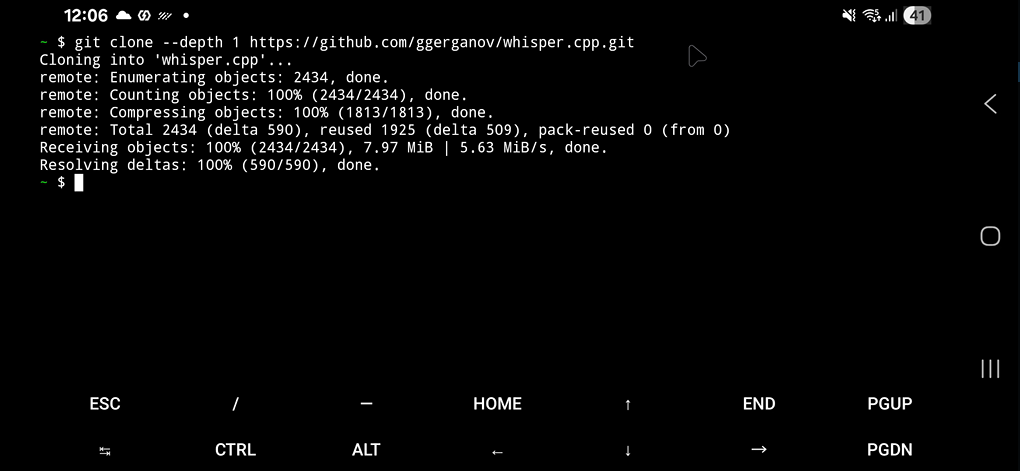 12:06
41
~ $ git clone --depth 1 https://github.com/ggerganov/whisper.cpp.git
Cloning into 'whisper.cpp'...
remote: Enumerating objects: 2434, done.
remote: Counting objects: 100% (2434/2434), done.
remote: Compressing objects: 100% (1813/1813), done.
remote: Total 2434 (delta 590), reused 1925 (delta 509), pack-reused 0 (from 0)
Receiving objects: 100% (2434/2434), 7.97 MiB | 5.63 MiB/s, done.
Resolving deltas: 100% (590/590), done.
~ $
ESC / — HOME ↑ END PGUP
↹ CTRL ALT ← ↓ → PGDN